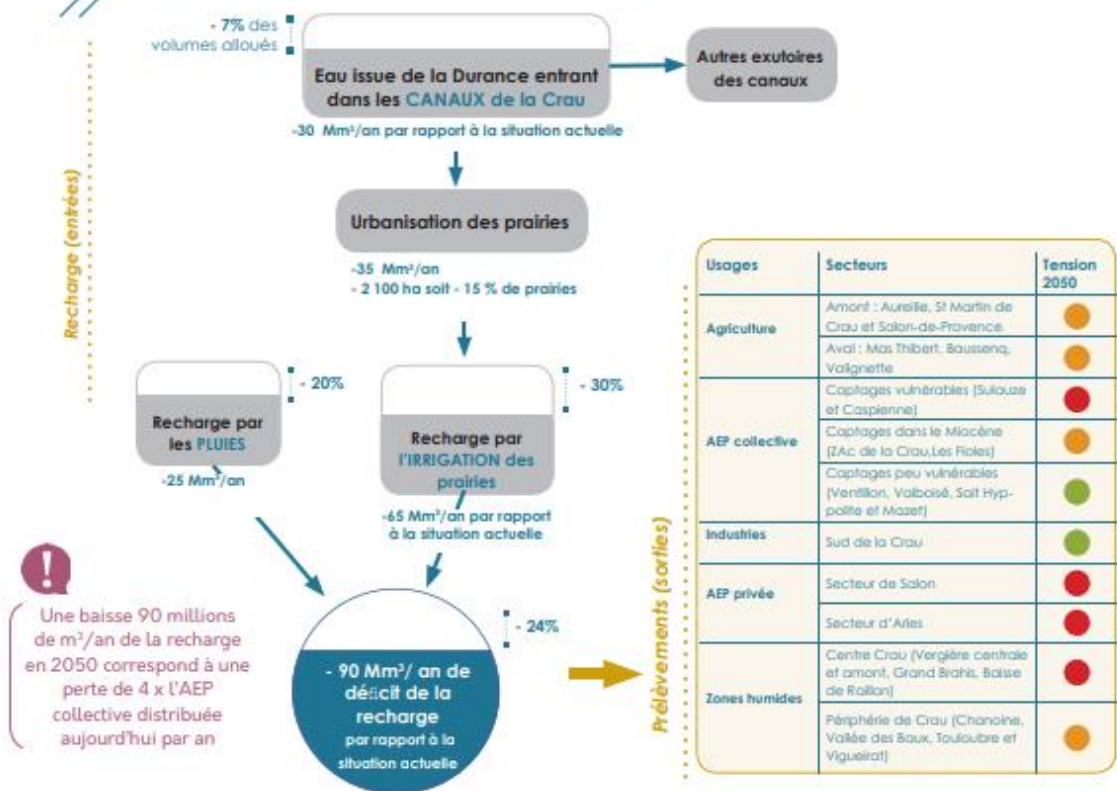 - 7% des
volumes alloués
Eau issue de la Durance entrant
dans les CANAUX de la Crau
Autres exutoires
des canaux
-30 Mm³/an par rapport à la situation actuelle
Recharge (entrées)
Urbanisation des prairies
-35 Mm³/an
- 2 100 ha soit - 15 % de prairies
- 20%
- 30%
Recharge par
les PLUIES
-25 Mm³/an
Recharge par
l'IRRIGATION des
prairies
-65 Mm³/an par rapport
à la situation actuelle
!
Une baisse 90 millions
de m³/an de la recharge
en 2050 correspond à une
perte de 4 x l'AEP
collective distribuée
aujourd'hui par an
- 24%
- 90 Mm³/ an de
déficit de la
recharge
par rapport à la
situation actuelle
Prélèvements (sorties)
Usages
Secteurs
Tension
2050
Agriculture
Amont : Aureille, St Martin de
Crau et Salon-de-Provence
Aval : Mas Thibert, Baussenq,
Valignette
AEP collective
Captages vulnérables (Sulauze
et Caspienne)
Captages dans le Miocène
(ZAc de la Crau,Les Fioles)
Captages peu vulnérables
(Ventillon, Valboisé, Sait Hyp-
polite et Mazet)
Industries
Sud de la Crau
AEP privée
Secteur de Salon
Secteur d'Arles
Zones humides
Centre Crau (Vergière centrale
et amont, Grand Brahis, Baisse
de Raillon)
Périphérie de Crau (Chanoine,
Vallée des Baux, Touloubre et
Vigueirat)